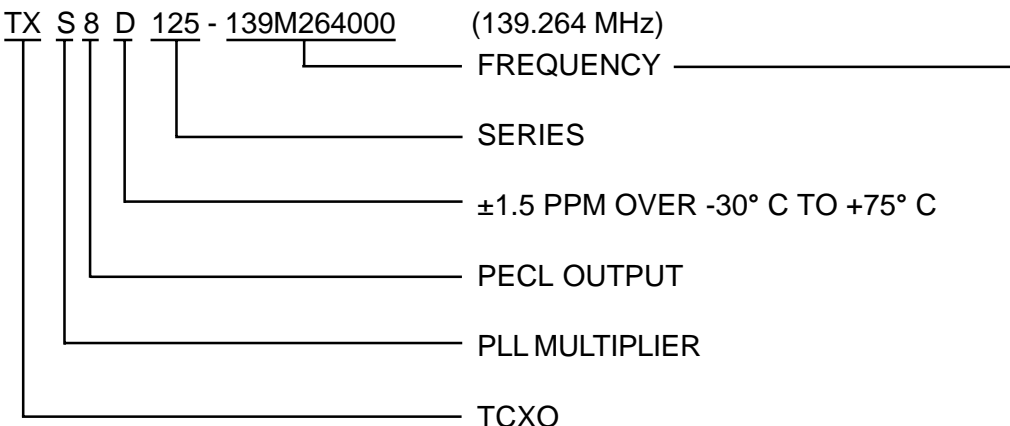 TX S 8 D 125 - 139M264000 (139.264 MHz)
FREQUENCY
SERIES
±1.5 PPM OVER -30° C TO +75° C
PECL OUTPUT
PLL MULTIPLIER
TCXO